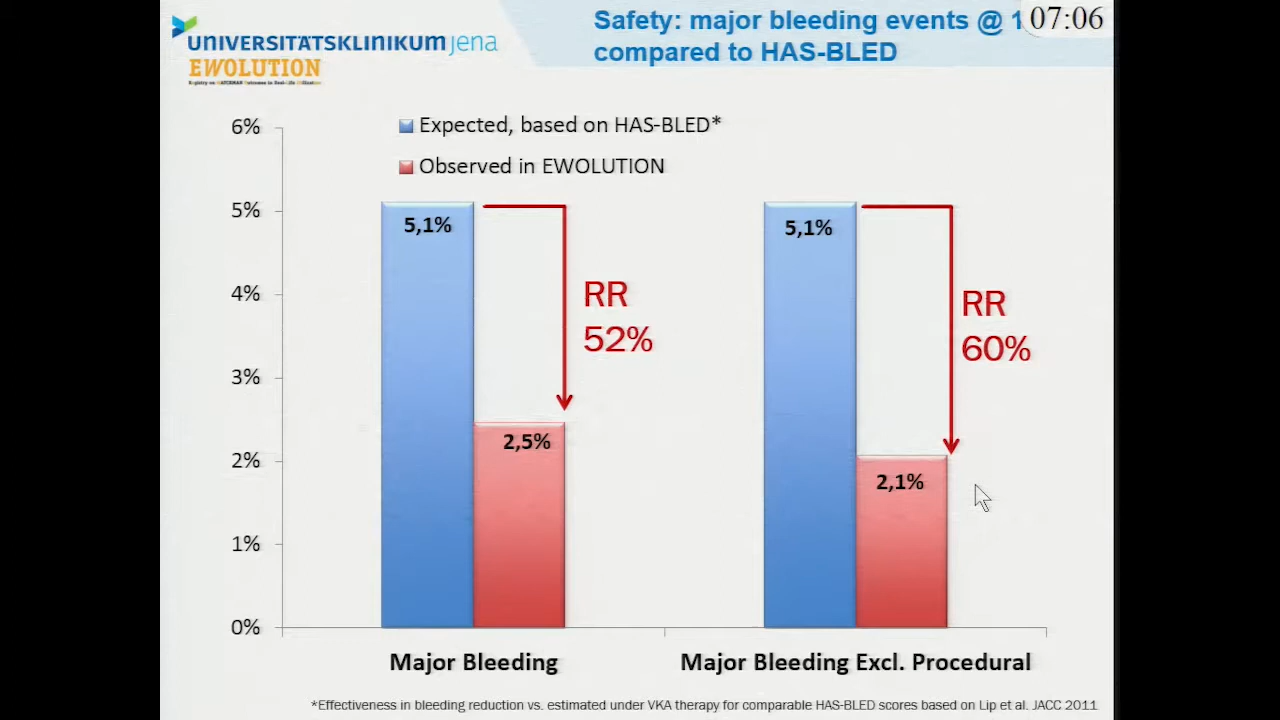 Safety: major bleeding events @ 1
07:06
compared to HAS-BLED
UNIVERSITÄTSKLINIKUM jena
EWOLUTION
6%
Expected, based on HAS-BLED*
Observed in EWOLUTION
5%
5,1%
5,1%
4%
RR
52%
RR
60%
3%
2,5%
2%
2,1%
1%
0%
Major Bleeding
Major Bleeding Excl. Procedural
*Effectiveness in bleeding reduction vs. estimated under VKA therapy for comparable HAS-BLED scores based on Lip et al. JACC 2011